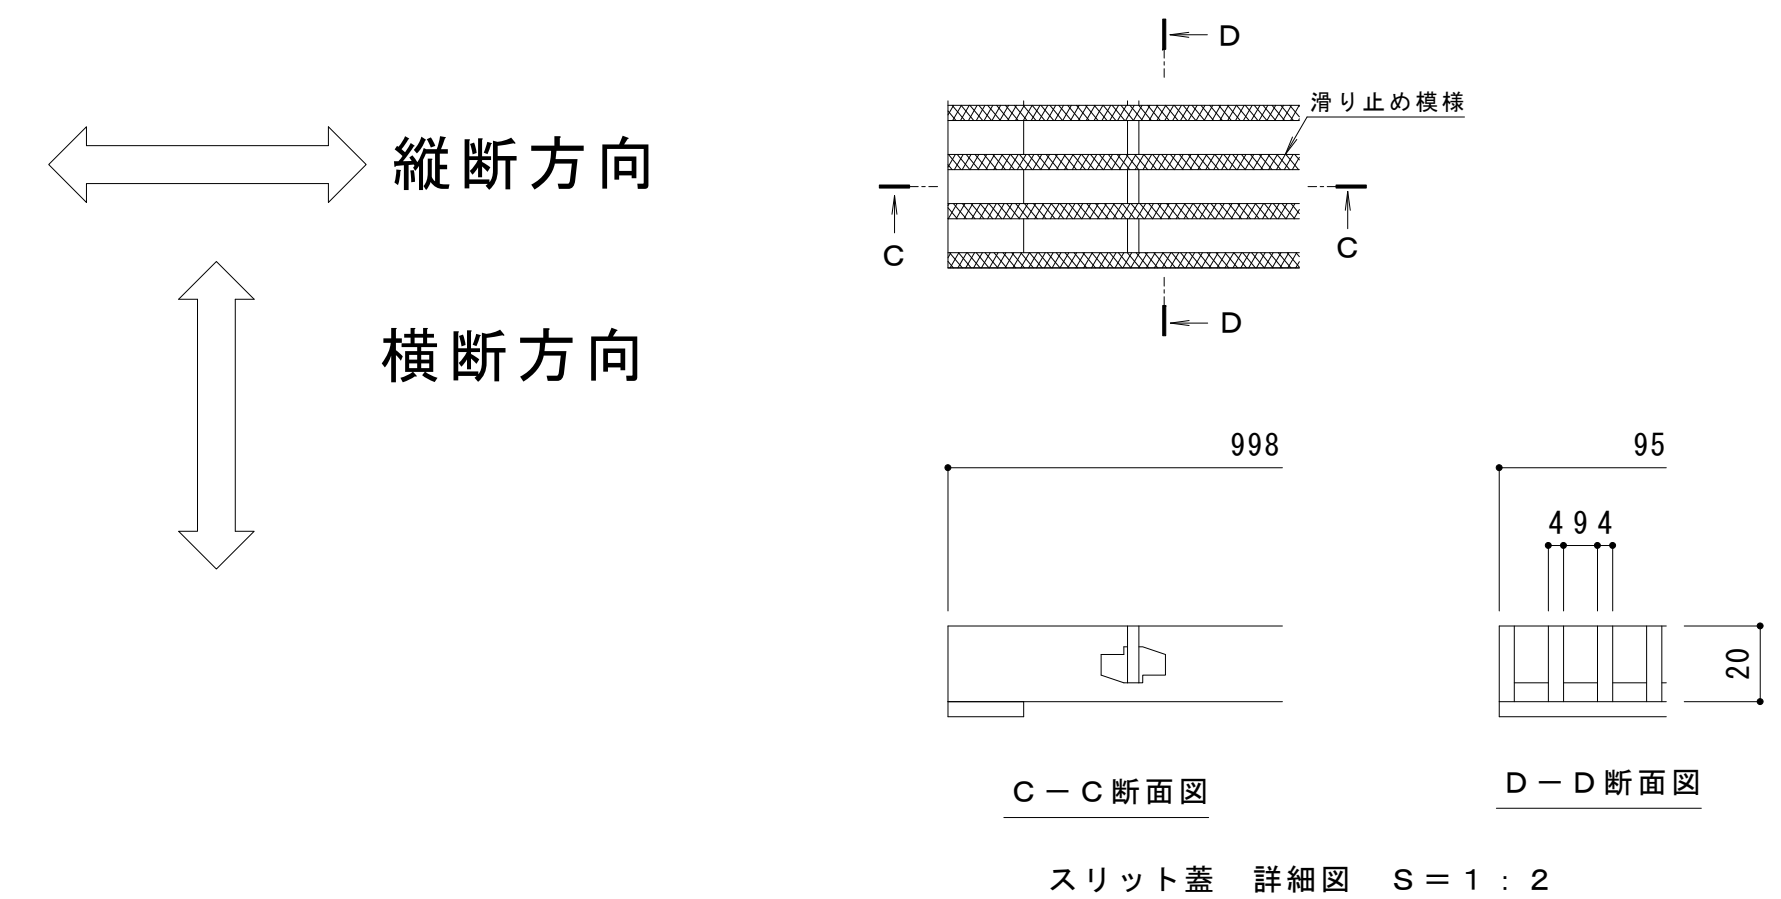 D
滑り止め模様
縦断方向
C
C
D
横断方向
998
95
4 9 4
20
C－C断面図
D－D断面図
スリット蓋　詳細図　S＝1：2